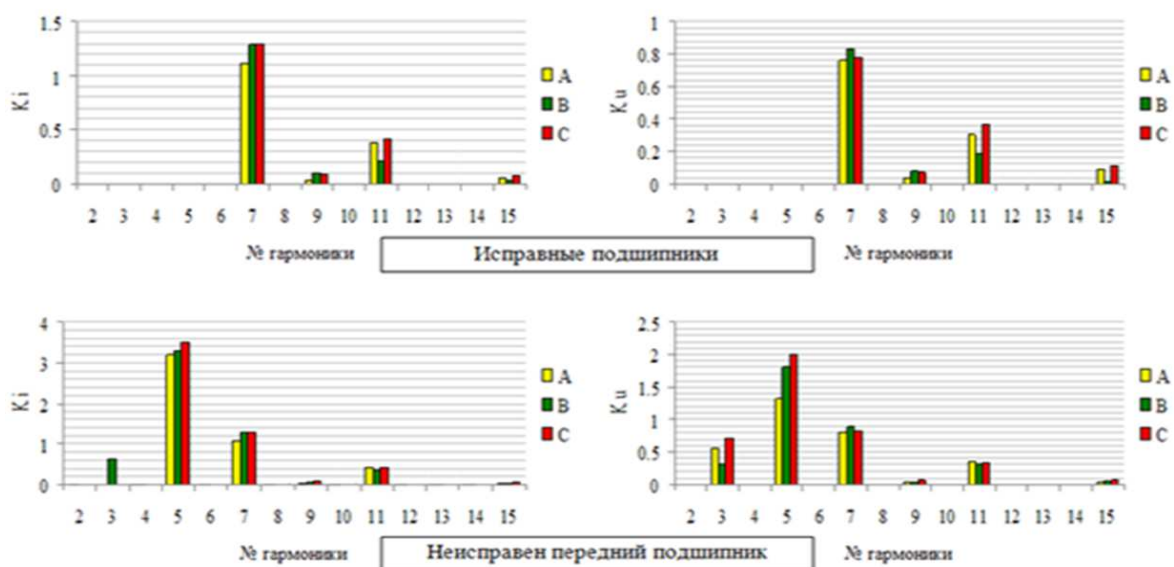 1.5
1
0.5
0
K i
2 3 4 5 6 7 8 9 10 11 12 13 14 15
№ гармоники
A
B
C
1
0.8
0.6
0.4
0.2
0
K u
2 3 4 5 6 7 8 9 10 11 12 13 14 15
№ гармоники
A
B
C
Исправные подшипники
4
3
2
1
0
K i
2 3 4 5 6 7 8 9 10 11 12 13 14 15
№ гармоники
A
B
C
2.5
2
1.5
1
0.5
0
K u
2 3 4 5 6 7 8 9 10 11 12 13 14 15
№ гармоники
A
B
C
Неисправен передний подшипник